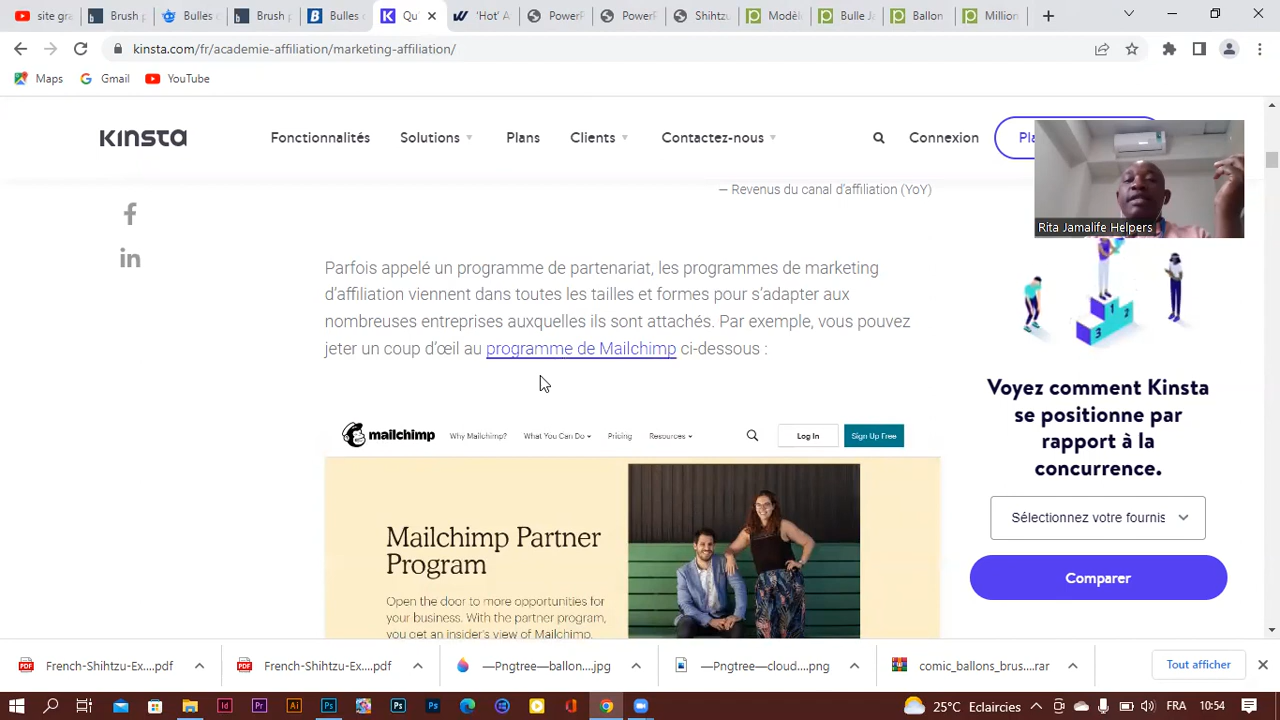 site gra
Brush p
Bulles d
Brush p
Bulles d
Qu'
'Hot' A
PowerP
PowerP
Shihtzu
Modèle
Bulle Ja
Ballon
Million
kinsta.com/fr/academie-affiliation/marketing-affiliation/
Maps
Gmail
YouTube
KINSTA
Fonctionnalités
Solutions
Plans
Clients
Contactez-nous
Connexion
Pla
Rita Jamalife Helpers
— Revenus du canal d'affiliation (YoY)
Parfois appelé un programme de partenariat, les programmes de marketing
d'affiliation viennent dans toutes les tailles et formes pour s'adapter aux
nombreuses entreprises auxquelles ils sont attachés. Par exemple, vous pouvez
jeter un coup d'œil au programme de Mailchimp ci-dessous :
1
2
3
Voyez comment Kinsta
se positionne par
rapport à la
concurrence.
Sélectionnez votre fournis
Comparer
mailchimp
Why Mailchimp?
What You Can Do
Pricing
Resources
Log In
Sign Up Free
Mailchimp Partner
Program
Open the door to more opportunities for
your business. With the partner program,
you get an insider's view of Mailchimp.
French-Shihtzu-Ex....pdf
French-Shihtzu-Ex....pdf
—Pngtree—ballon....jpg
—Pngtree—cloud....png
comic_ballons_brus....rar
Tout afficher
25°C Eclaircies
FRA
10:54